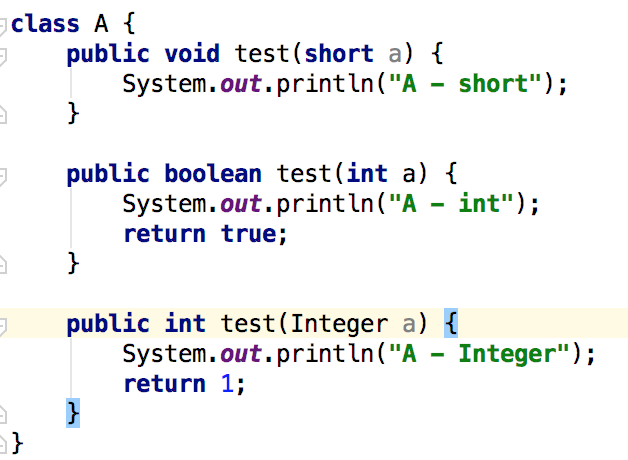 class A {
    public void test(short a) {
        System.out.println("A – short");
    }
    public boolean test(int a) {
        System.out.println("A – int");
        return true;
    }
    public int test(Integer a) {
        System.out.println("A – Integer");
        return 1;
    }
}